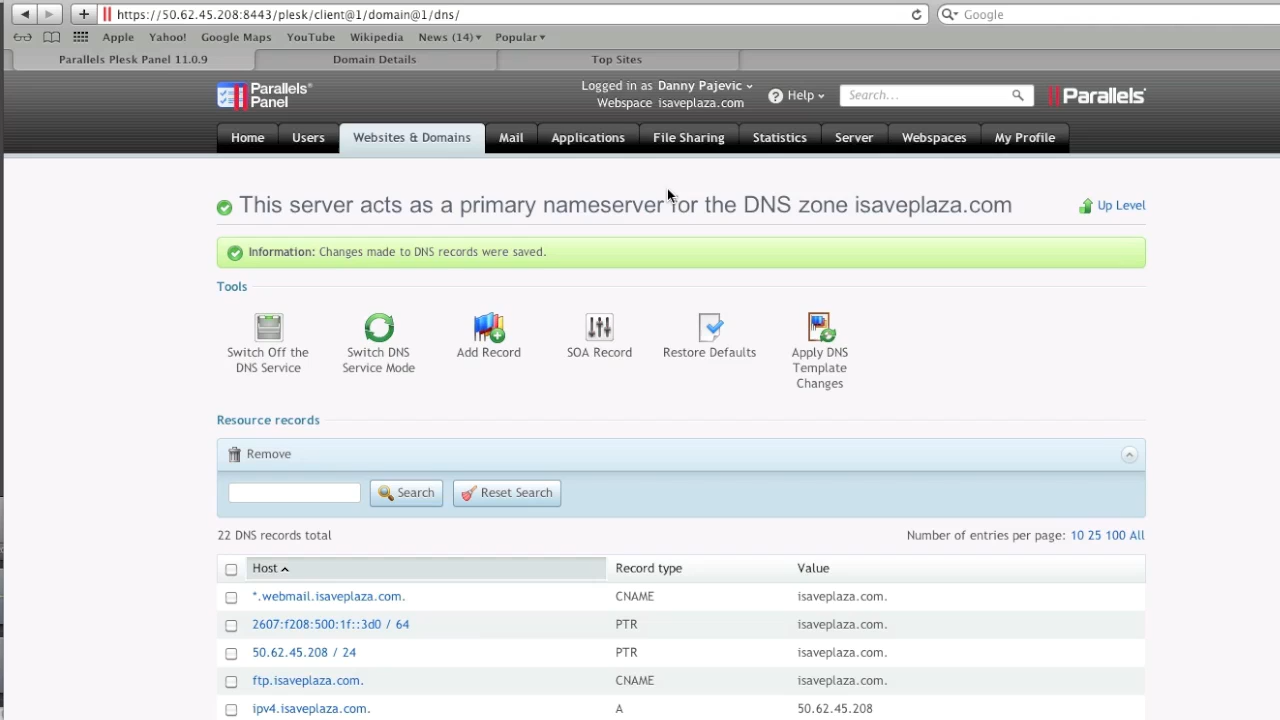 https://50.62.45.208:8443/plesk/client@1/domain@1/dns/
Google
Apple Yahoo! Google Maps YouTube Wikipedia News (14) Popular
Parallels Plesk Panel 11.0.9 Domain Details Top Sites
Parallels® Panel
Logged in as Danny Pajevic
Webspace isaveplaza.com
Help
Search...
Parallels®
Home Users Websites & Domains Mail Applications File Sharing Statistics Server Webspaces My Profile
This server acts as a primary nameserver for the DNS zone isaveplaza.com
Up Level
Information: Changes made to DNS records were saved.
Tools
Switch Off the DNS Service
Switch DNS Service Mode
Add Record
SOA Record
Restore Defaults
Apply DNS Template Changes
Resource records
Remove
Search Reset Search
22 DNS records total Number of entries per page: 10 25 100 All
Host Record type Value
*.webmail.isaveplaza.com. CNAME isaveplaza.com.
2607:f208:500:1f::3d0 / 64 PTR isaveplaza.com.
50.62.45.208 / 24 PTR isaveplaza.com.
ftp.isaveplaza.com. CNAME isaveplaza.com.
ipv4.isaveplaza.com. A 50.62.45.208